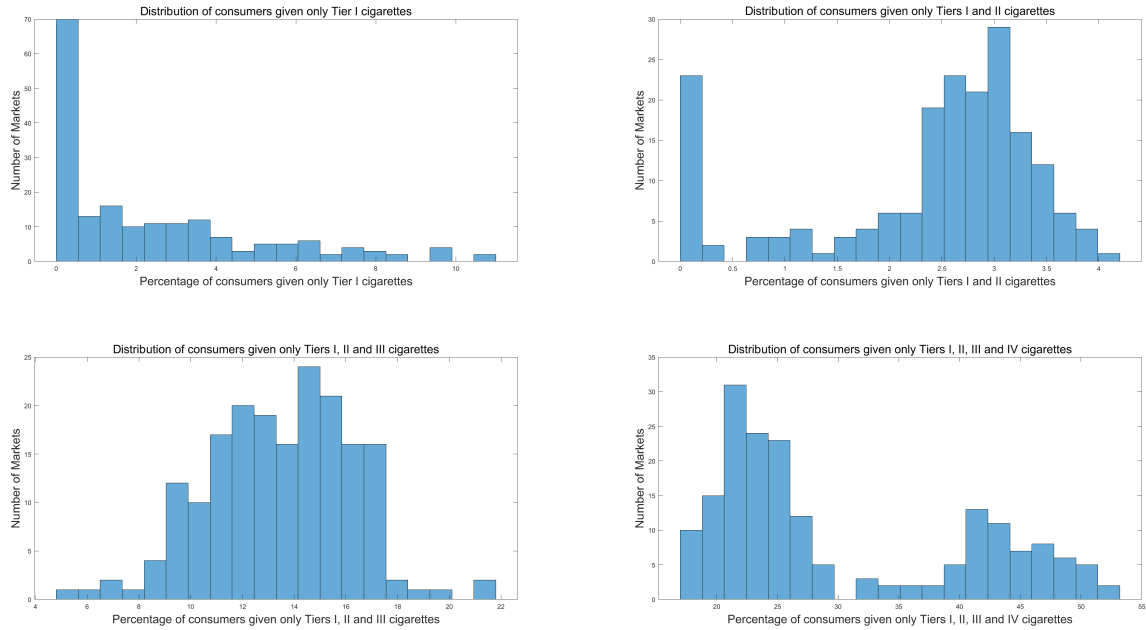 Distribution of consumers given only Tier I cigarettes
70
60
50
40
30
20
10
0
Number of Markets
0 2 4 6 8 10
Percentage of consumers given only Tier I cigarettes
Distribution of consumers given only Tiers I and II cigarettes
30
25
20
15
10
5
0
Number of Markets
0 0.5 1 1.5 2 2.5 3 3.5 4
Percentage of consumers given only Tiers I and II cigarettes
Distribution of consumers given only Tiers I, II and III cigarettes
25
20
15
10
5
0
Number of Markets
4 6 8 10 12 14 16 18 20 22
Percentage of consumers given only Tiers I, II and III cigarettes
Distribution of consumers given only Tiers I, II, III and IV cigarettes
35
30
25
20
15
10
5
0
Number of Markets
20 25 30 35 40 45 50 55
Percentage of consumers given only Tiers I, II, III and IV cigarettes